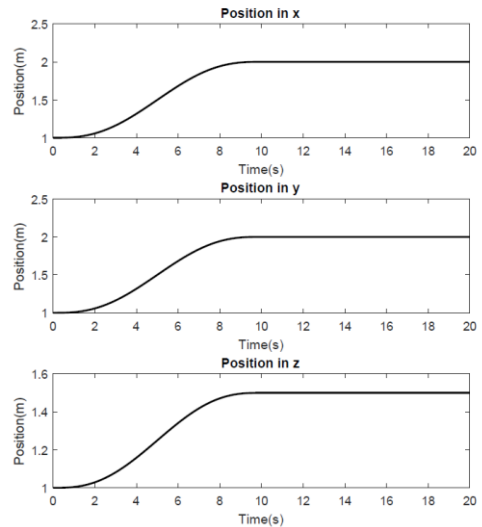 Position in x
2.5
2
1.5
1
Position(m)
0 2 4 6 8 10 12 14 16 18 20
Time(s)
Position in y
2.5
2
1.5
1
Position(m)
0 2 4 6 8 10 12 14 16 18 20
Time(s)
Position in z
1.6
1.4
1.2
1
Position(m)
0 2 4 6 8 10 12 14 16 18 20
Time(s)